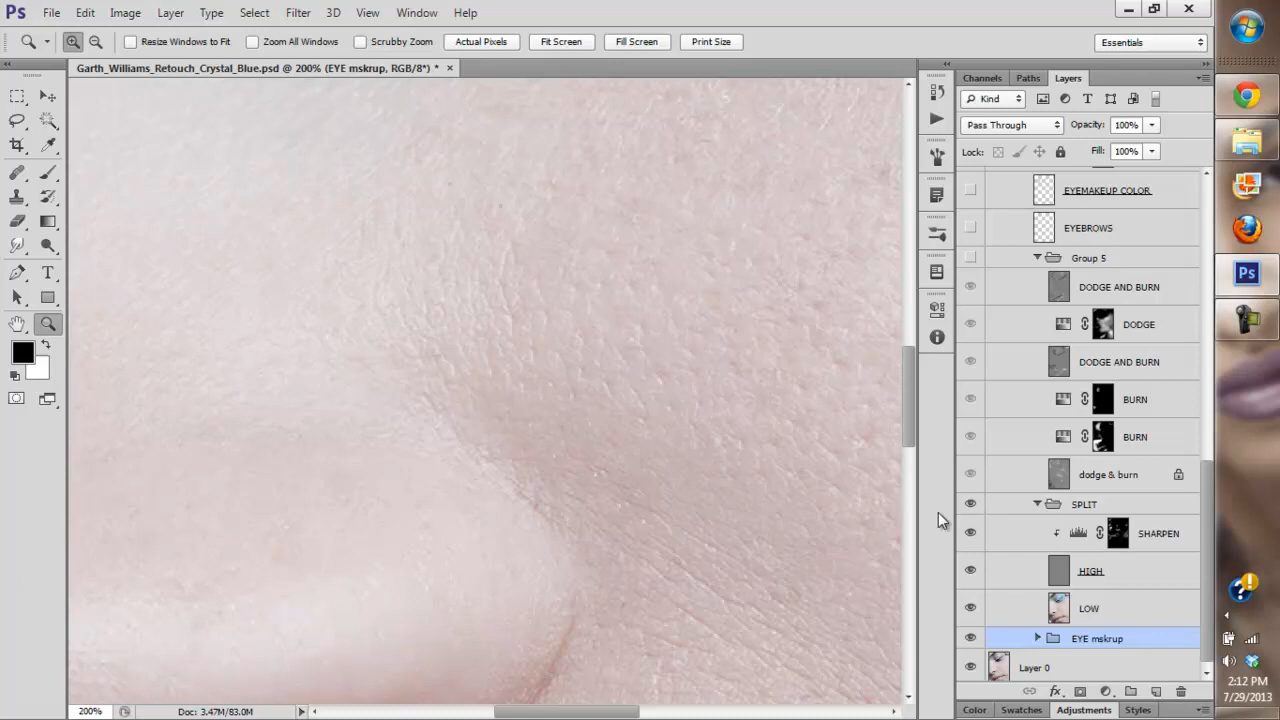 Ps File Edit Image Layer Type Select Filter 3D View Window Help
Resize Windows to Fit Zoom All Windows Scrubby Zoom Actual Pixels Fit Screen Fill Screen Print Size Essentials
Garth_Williams_Retouch_Crystal_Blue.psd @ 200% (EYE mskrup, RGB/8*) *
Channels Paths Layers
Kind
Pass Through Opacity: 100%
Lock: Fill: 100%
EYEMAKEUP COLOR
EYEBROWS
Group 5
DODGE AND BURN
DODGE
DODGE AND BURN
BURN
BURN
dodge & burn
SPLIT
SHARPEN
HIGH
LOW
EYE mskrup
Layer 0
fx
200% Doc: 3.47M/83.0M
Color Swatches Adjustments Styles
Ps
2:12 PM
7/29/2013